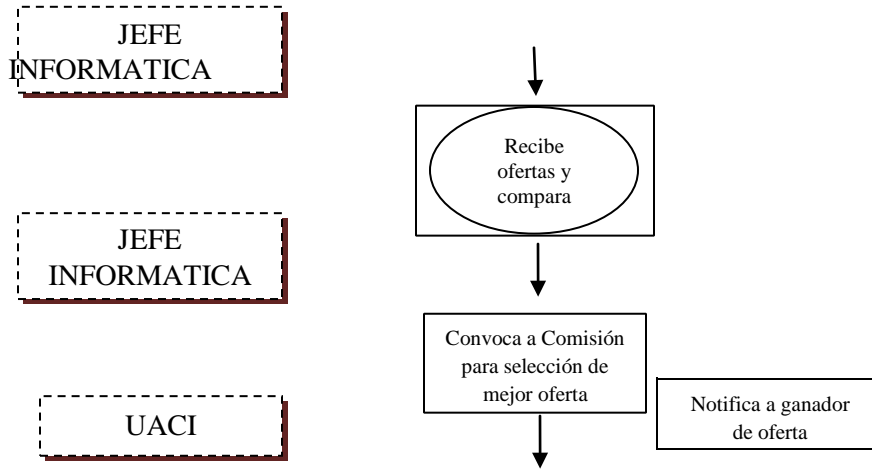 JEFE
INFORMATICA
Recibe
ofertas y
compara
JEFE
INFORMATICA
Convoca a Comisión
para selección de
mejor oferta
UACI
Notifica a ganador
de oferta